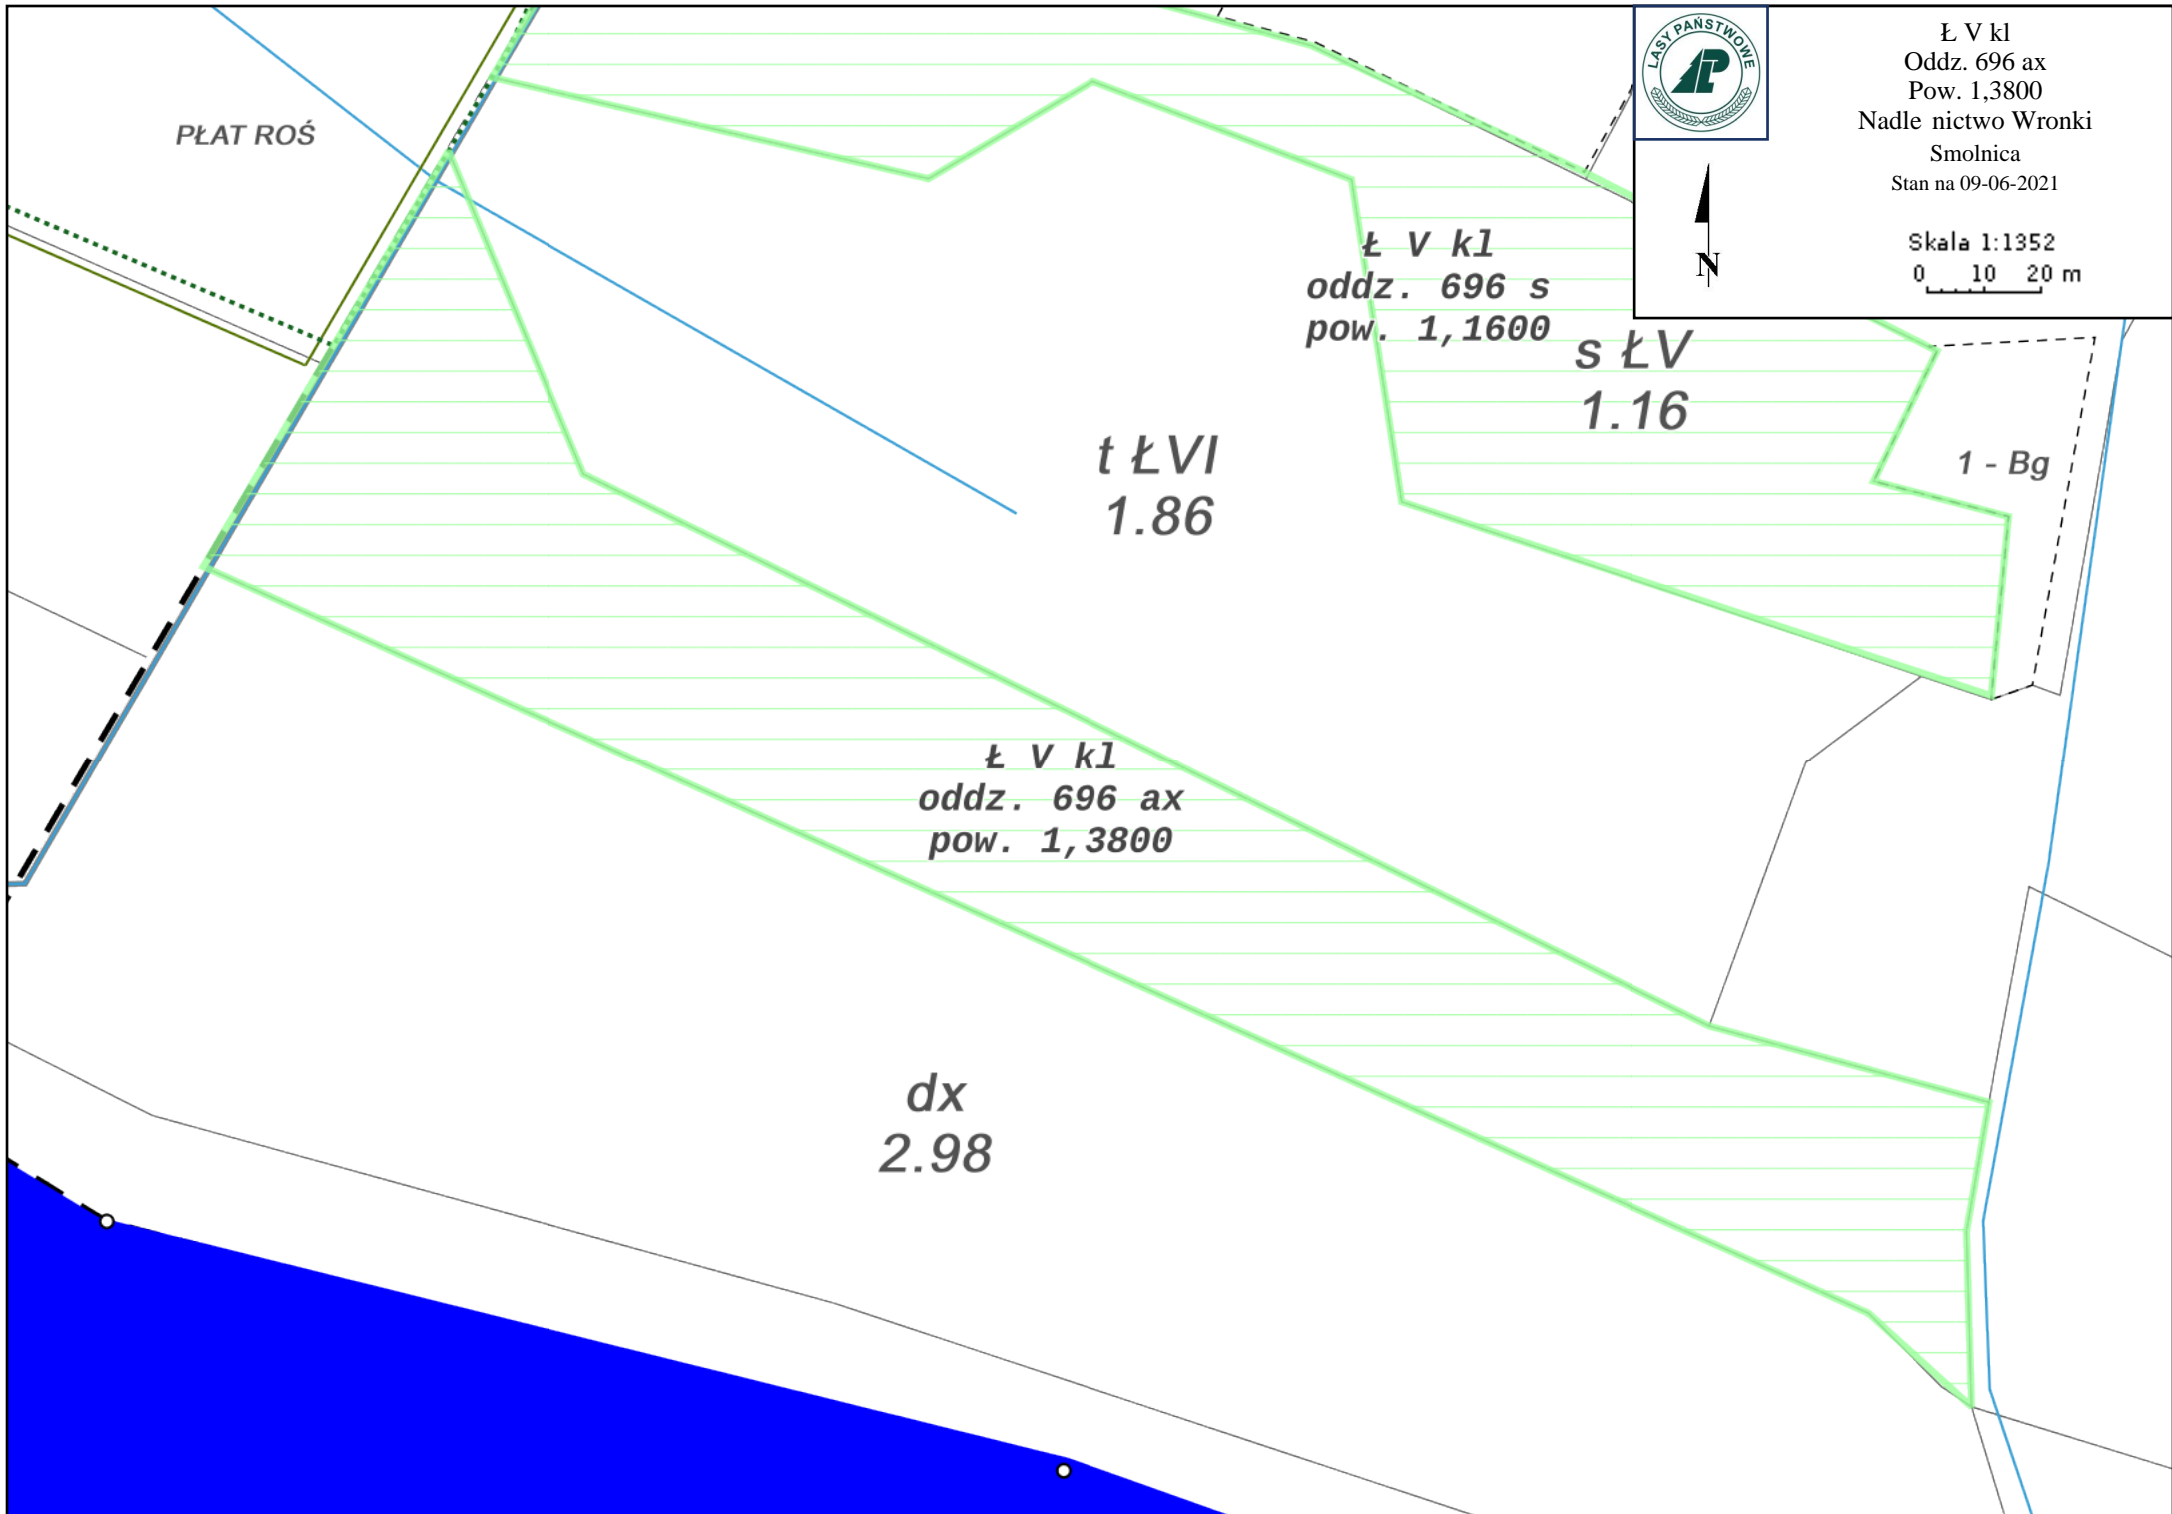 LASY PAŃSTWOWE
Ł V kl
Oddz. 696 ax
Pow. 1,3800
Nadle nictwo Wronki
Smolnica
Stan na 09-06-2021
N
Skala 1:1352
0 10 20 m
PŁAT ROŚ
Ł V kl
oddz. 696 s
pow. 1,1600
s ŁV
1.16
t ŁVI
1.86
1 - Bg
Ł V kl
oddz. 696 ax
pow. 1,3800
dx
2.98